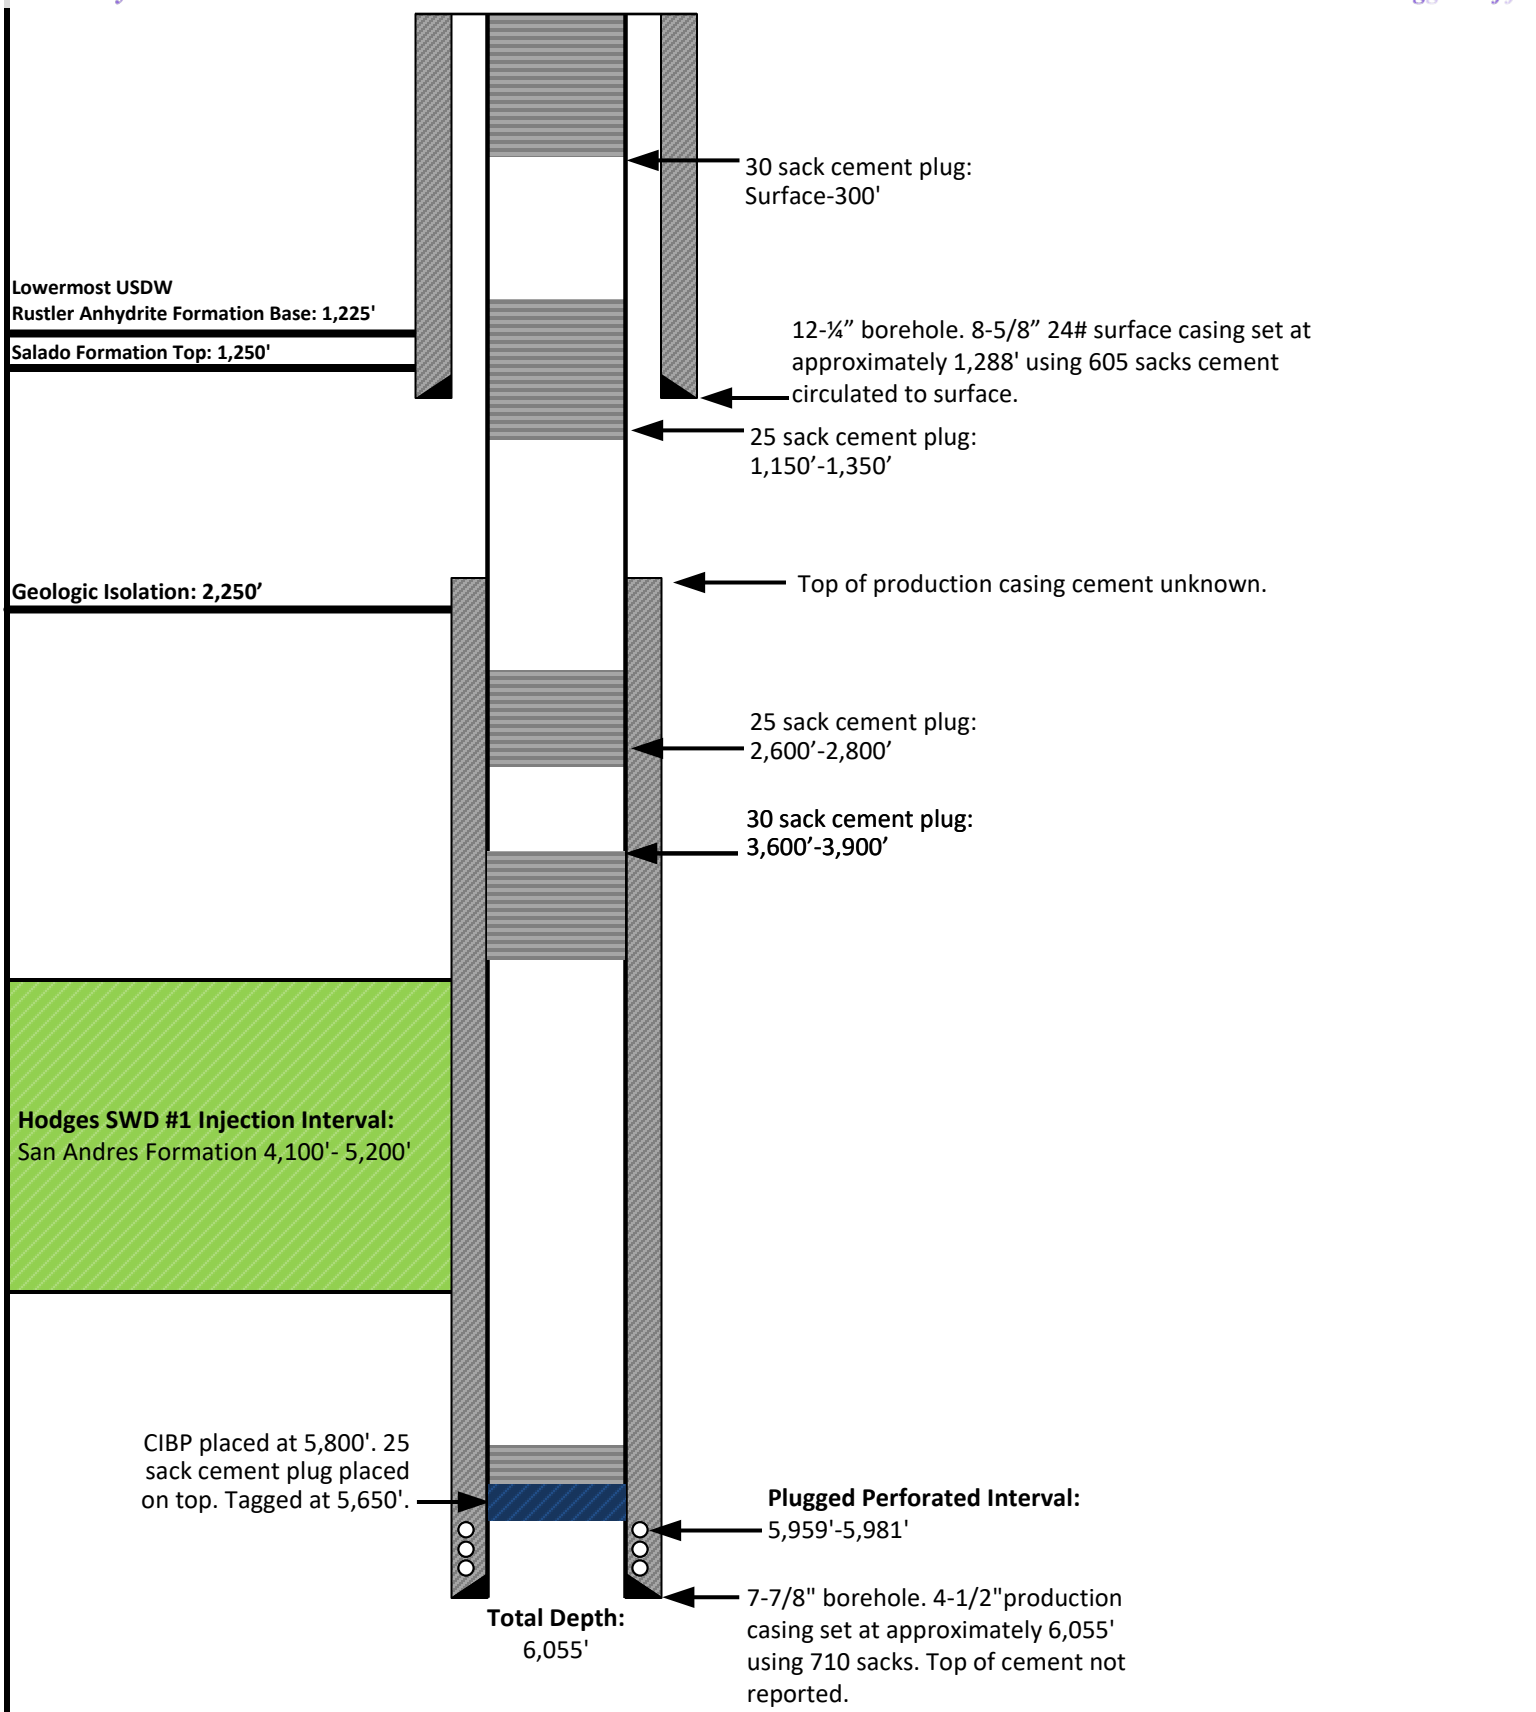 30 sack cement plug:
Surface-300'
Lowermost USDW
Rustler Anhydrite Formation Base: 1,225'
Salado Formation Top: 1,250'
12-¼” borehole. 8-5/8” 24# surface casing set at
approximately 1,288' using 605 sacks cement
circulated to surface.
25 sack cement plug:
1,150’-1,350’
Geologic Isolation: 2,250’
Top of production casing cement unknown.
25 sack cement plug:
2,600’-2,800’
30 sack cement plug:
3,600’-3,900’
Hodges SWD #1 Injection Interval:
San Andres Formation 4,100'- 5,200'
CIBP placed at 5,800'. 25
sack cement plug placed
on top. Tagged at 5,650'.
Plugged Perforated Interval:
5,959'-5,981'
Total Depth:
6,055'
7-7/8" borehole. 4-1/2"production
casing set at approximately 6,055'
using 710 sacks. Top of cement not
reported.